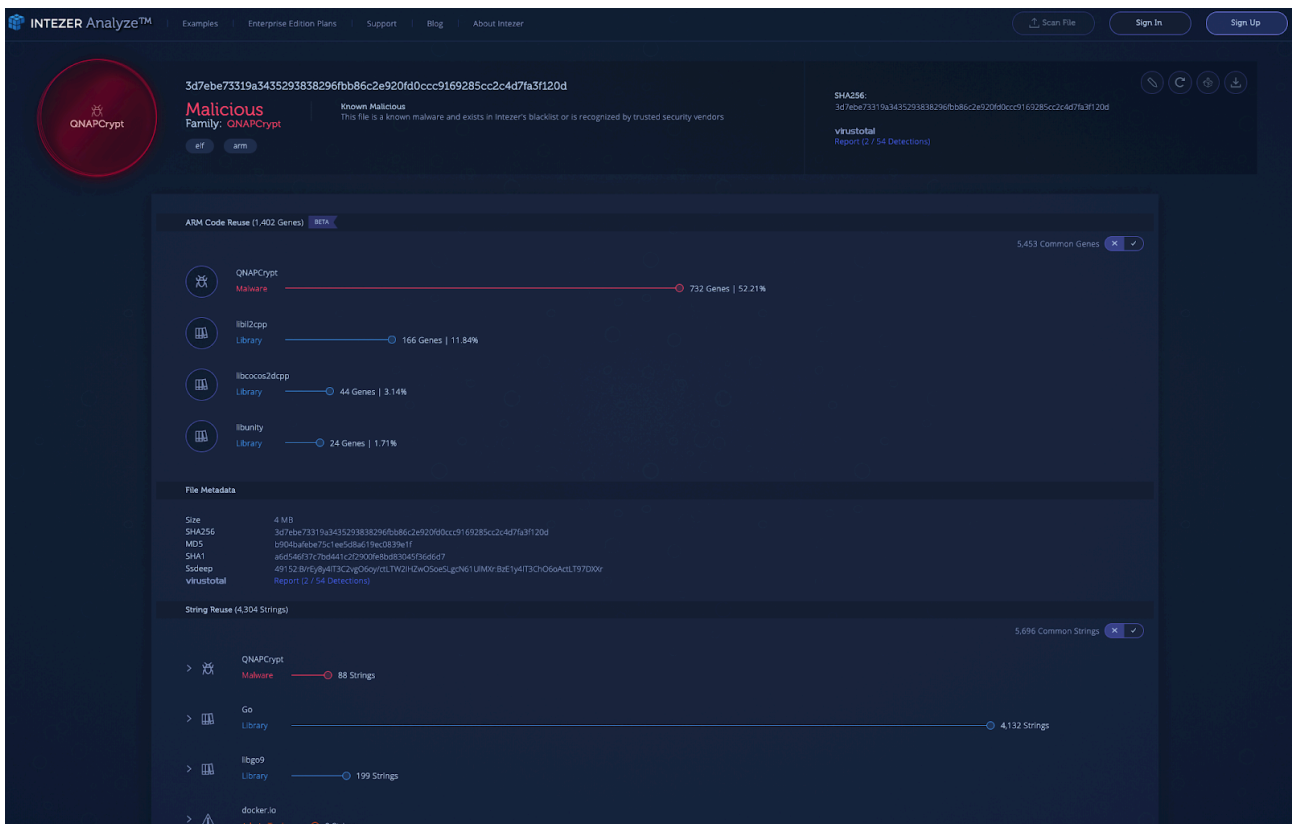 INTEZER Analyze™ Examples Enterprise Edition Plans Support Blog About Intezer Scan File Sign In Sign Up
QNAPCrypt
3d7ebe73319a3435293838296fbb86c2e920fd0ccc9169285cc2c4d7fa3f120d
Malicious
Family: QNAPCrypt
elf arm
Known Malicious
This file is a known malware and exists in Intezer's blacklist or is recognized by trusted security vendors
SHA256:
3d7ebe73319a3435293838296fbb86c2e920fd0ccc9169285cc2c4d7fa3f120d
virustotal
Report (2 / 54 Detections)
ARM Code Reuse (1,402 Genes) BETA
5,453 Common Genes
QNAPCrypt
Malware 732 Genes | 52.21%
libil2cpp
Library 166 Genes | 11.84%
libcocos2dcpp
Library 44 Genes | 3.14%
libunity
Library 24 Genes | 1.71%
File Metadata
Size 4 MB
SHA256 3d7ebe73319a3435293838296fbb86c2e920fd0ccc9169285cc2c4d7fa3f120d
MD5 b904bafebe75c1ee5d8a619ec0839e1f
SHA1 a6d546f37c7bd441c2f2900fe8bd83045f36d6d7
Ssdeep
virustotal Report (2 / 54 Detections)
String Reuse (4,304 Strings)
5,696 Common Strings
QNAPCrypt
Malware 88 Strings
Go
Library 4,132 Strings
libgo9
Library 199 Strings
docker.io